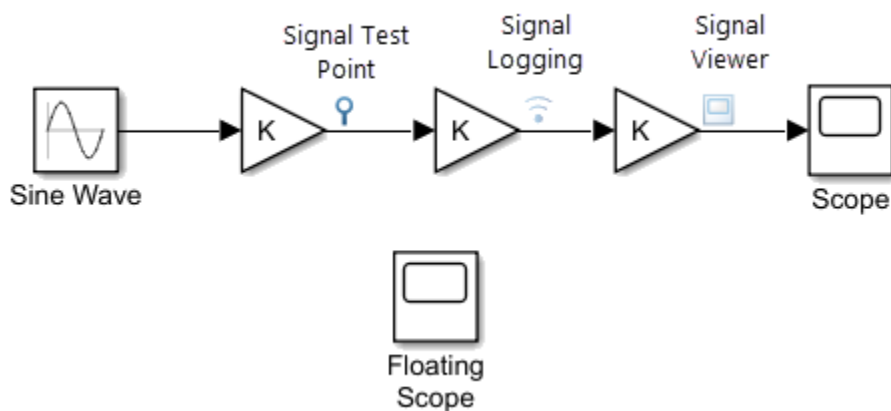 Signal Test
Point
Signal
Logging
Signal
Viewer
K
K
K
Sine Wave
Scope
Floating
Scope